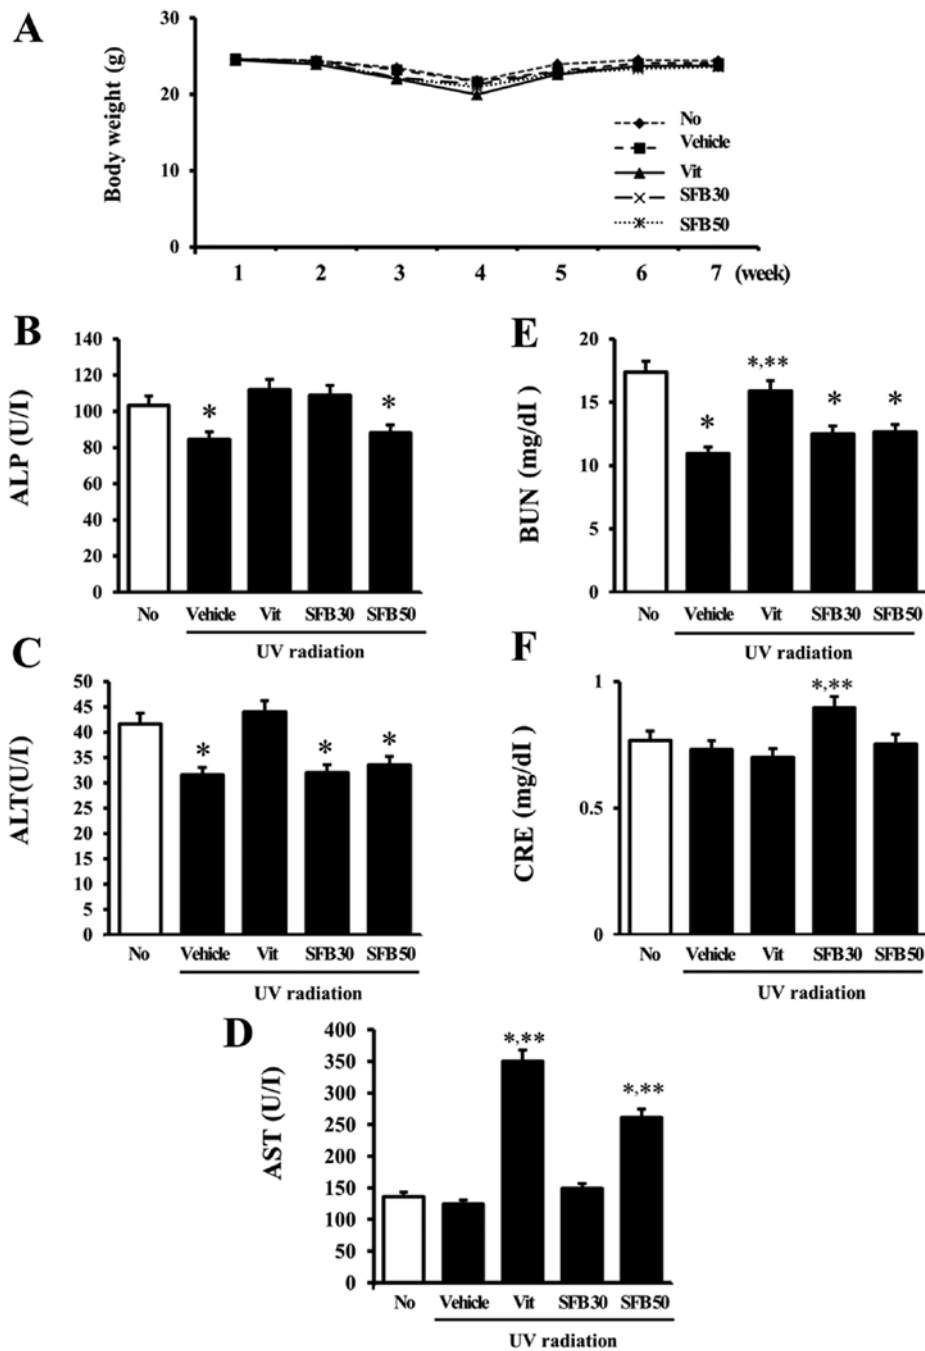 A
Body weight (g)
30
20
10
0
1 2 3 4 5 6 7 (week)
No
Vehicle
Vit
SFB30
SFB50
B
ALP (U/I)
140
120
100
80
60
40
20
0
*
*
No Vehicle Vit SFB30 SFB50
UV radiation
E
BUN (mg/dI )
20
15
10
5
0
*
*,**
*
*
No Vehicle Vit SFB30 SFB50
UV radiation
C
ALT(U/I)
50
45
40
35
30
25
20
15
10
5
0
*
*
*
No Vehicle Vit SFB30 SFB50
UV radiation
F
CRE (mg/dI )
1
0.5
0
*,**
No Vehicle Vit SFB30 SFB50
UV radiation
D
AST (U/I)
400
350
300
250
200
150
100
50
0
*,**
*,**
No Vehicle Vit SFB30 SFB50
UV radiation